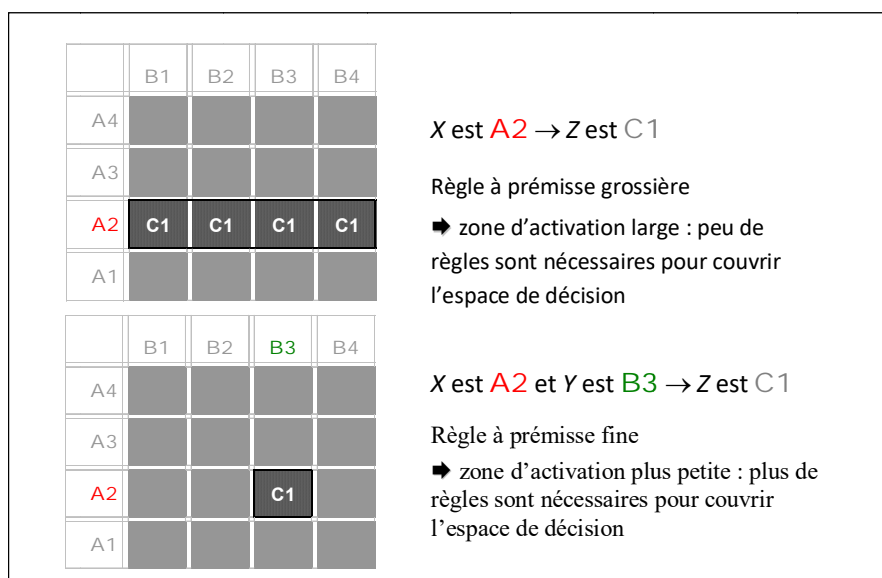 B1 B2 B3 B4
A4
A3
A2 C1 C1 C1 C1
A1
X est A2 → Z est C1
Règle à prémisse grossière
➨ zone d’activation large : peu de
règles sont nécessaires pour couvrir
l’espace de décision
B1 B2 B3 B4
A4
A3
A2 C1
A1
X est A2 et Y est B3 → Z est C1
Règle à prémisse fine
➨ zone d’activation plus petite : plus de
règles sont nécessaires pour couvrir
l’espace de décision